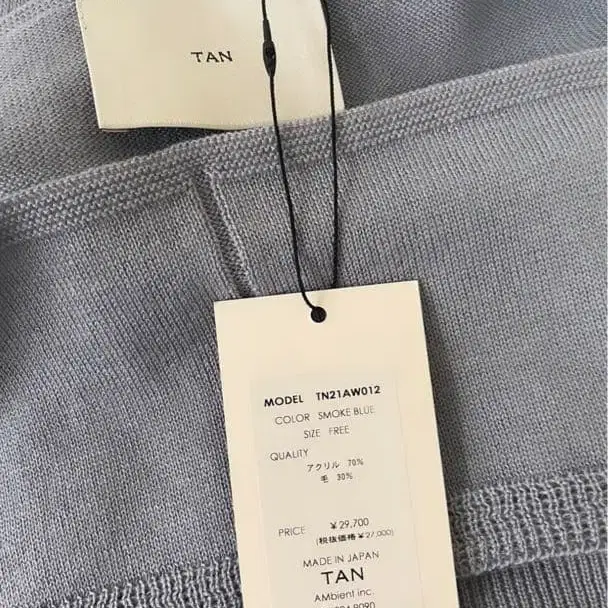 TAN
MODEL TN21AW012
COLOR SMOKE BLUE
SIZE FREE
QUALITY
アクリル 70%
毛 30%
PRICE ¥29,700
(税抜価格¥27,000)
MADE IN JAPAN
TAN
AMbient inc.